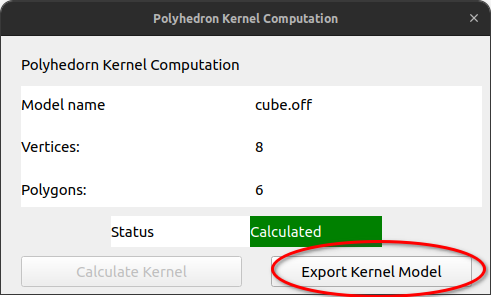 Polyhedron Kernel Computation ×
Polyhedorn Kernel Computation
Model name cube.off
Vertices: 8
Polygons: 6
Status Calculated
Calculate Kernel Export Kernel Model